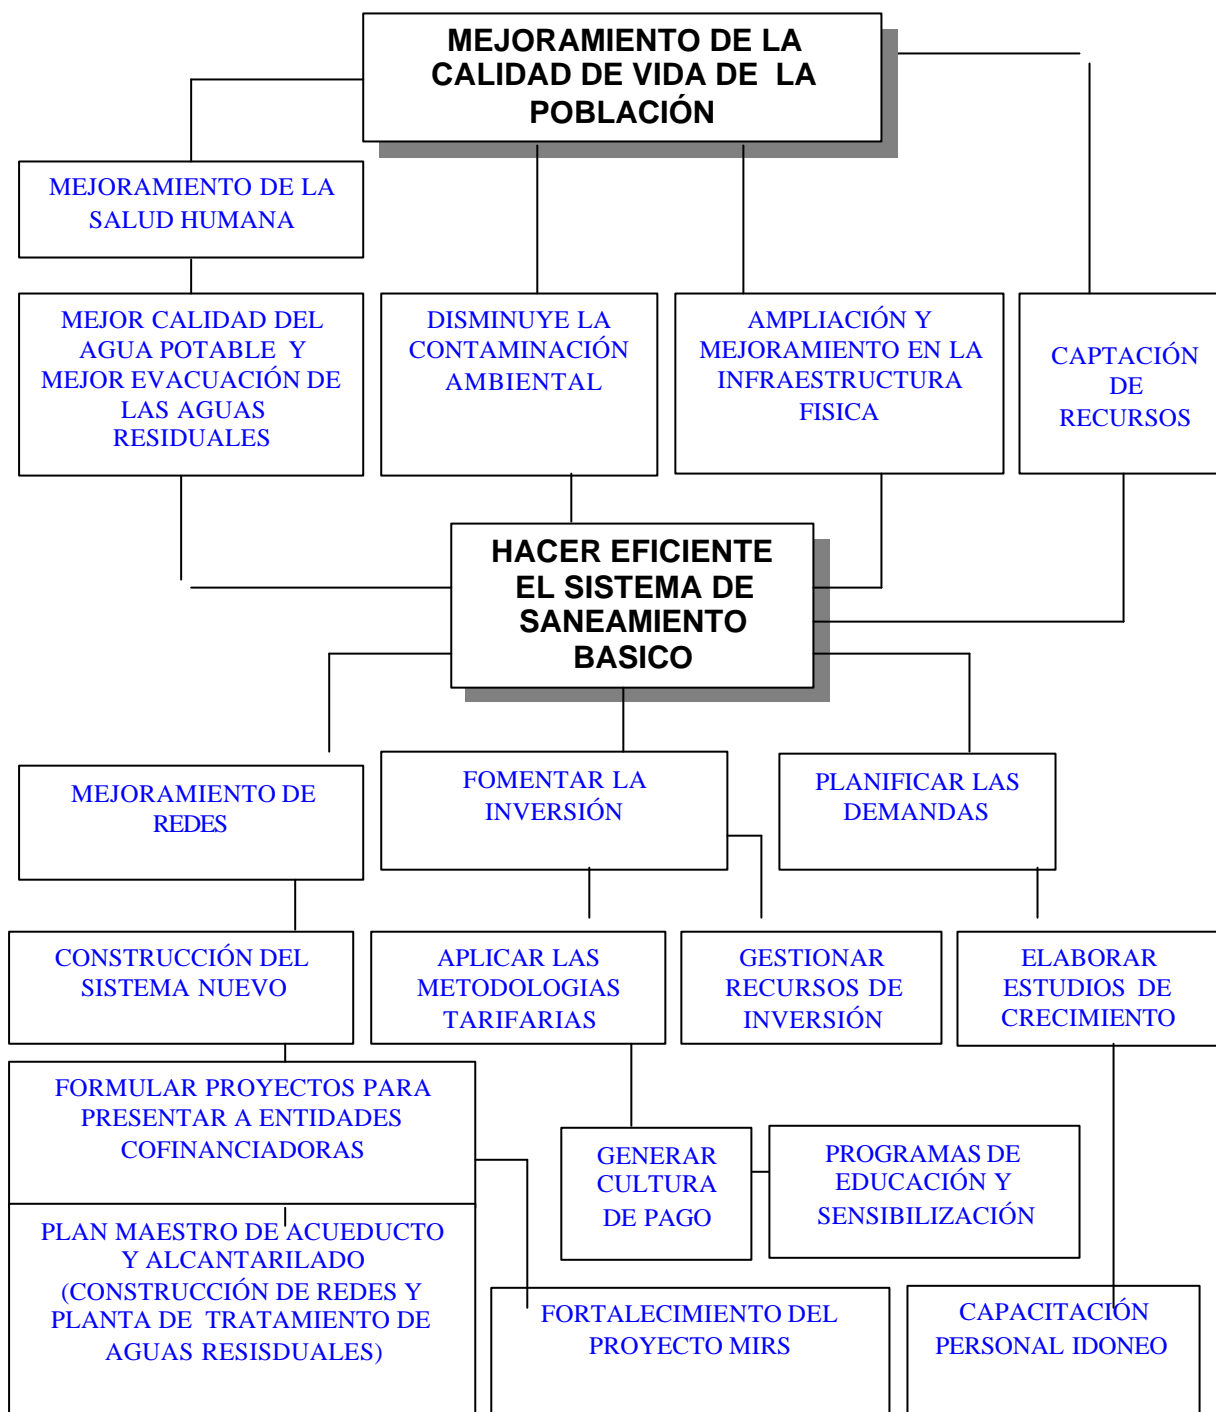 MEJORAMIENTO DE LA
CALIDAD DE VIDA DE LA
POBLACIÓN
MEJORAMIENTO DE LA
SALUD HUMANA
MEJOR CALIDAD DEL
AGUA POTABLE Y
MEJOR EVACUACIÓN DE
LAS AGUAS
RESIDUALES
DISMINUYE LA
CONTAMINACIÓN
AMBIENTAL
AMPLIACIÓN Y
MEJORAMIENTO EN LA
INFRAESTRUCTURA
FISICA
CAPTACIÓN
DE
RECURSOS
HACER EFICIENTE
EL SISTEMA DE
SANEAMIENTO
BASICO
MEJORAMIENTO DE
REDES
FOMENTAR LA
INVERSIÓN
PLANIFICAR LAS
DEMANDAS
CONSTRUCCIÓN DEL
SISTEMA NUEVO
APLICAR LAS
METODOLOGIAS
TARIFARIAS
GESTIONAR
RECURSOS DE
INVERSIÓN
ELABORAR
ESTUDIOS DE
CRECIMIENTO
FORMULAR PROYECTOS PARA
PRESENTAR A ENTIDADES
COFINANCIADORAS
GENERAR
CULTURA
DE PAGO
PROGRAMAS DE
EDUCACIÓN Y
SENSIBILIZACIÓN
PLAN MAESTRO DE ACUEDUCTO
Y ALCANTARILADO
(CONSTRUCCIÓN DE REDES Y
PLANTA DE TRATAMIENTO DE
AGUAS RESISDUALES)
FORTALECIMIENTO DEL
PROYECTO MIRS
CAPACITACIÓN
PERSONAL IDONEO